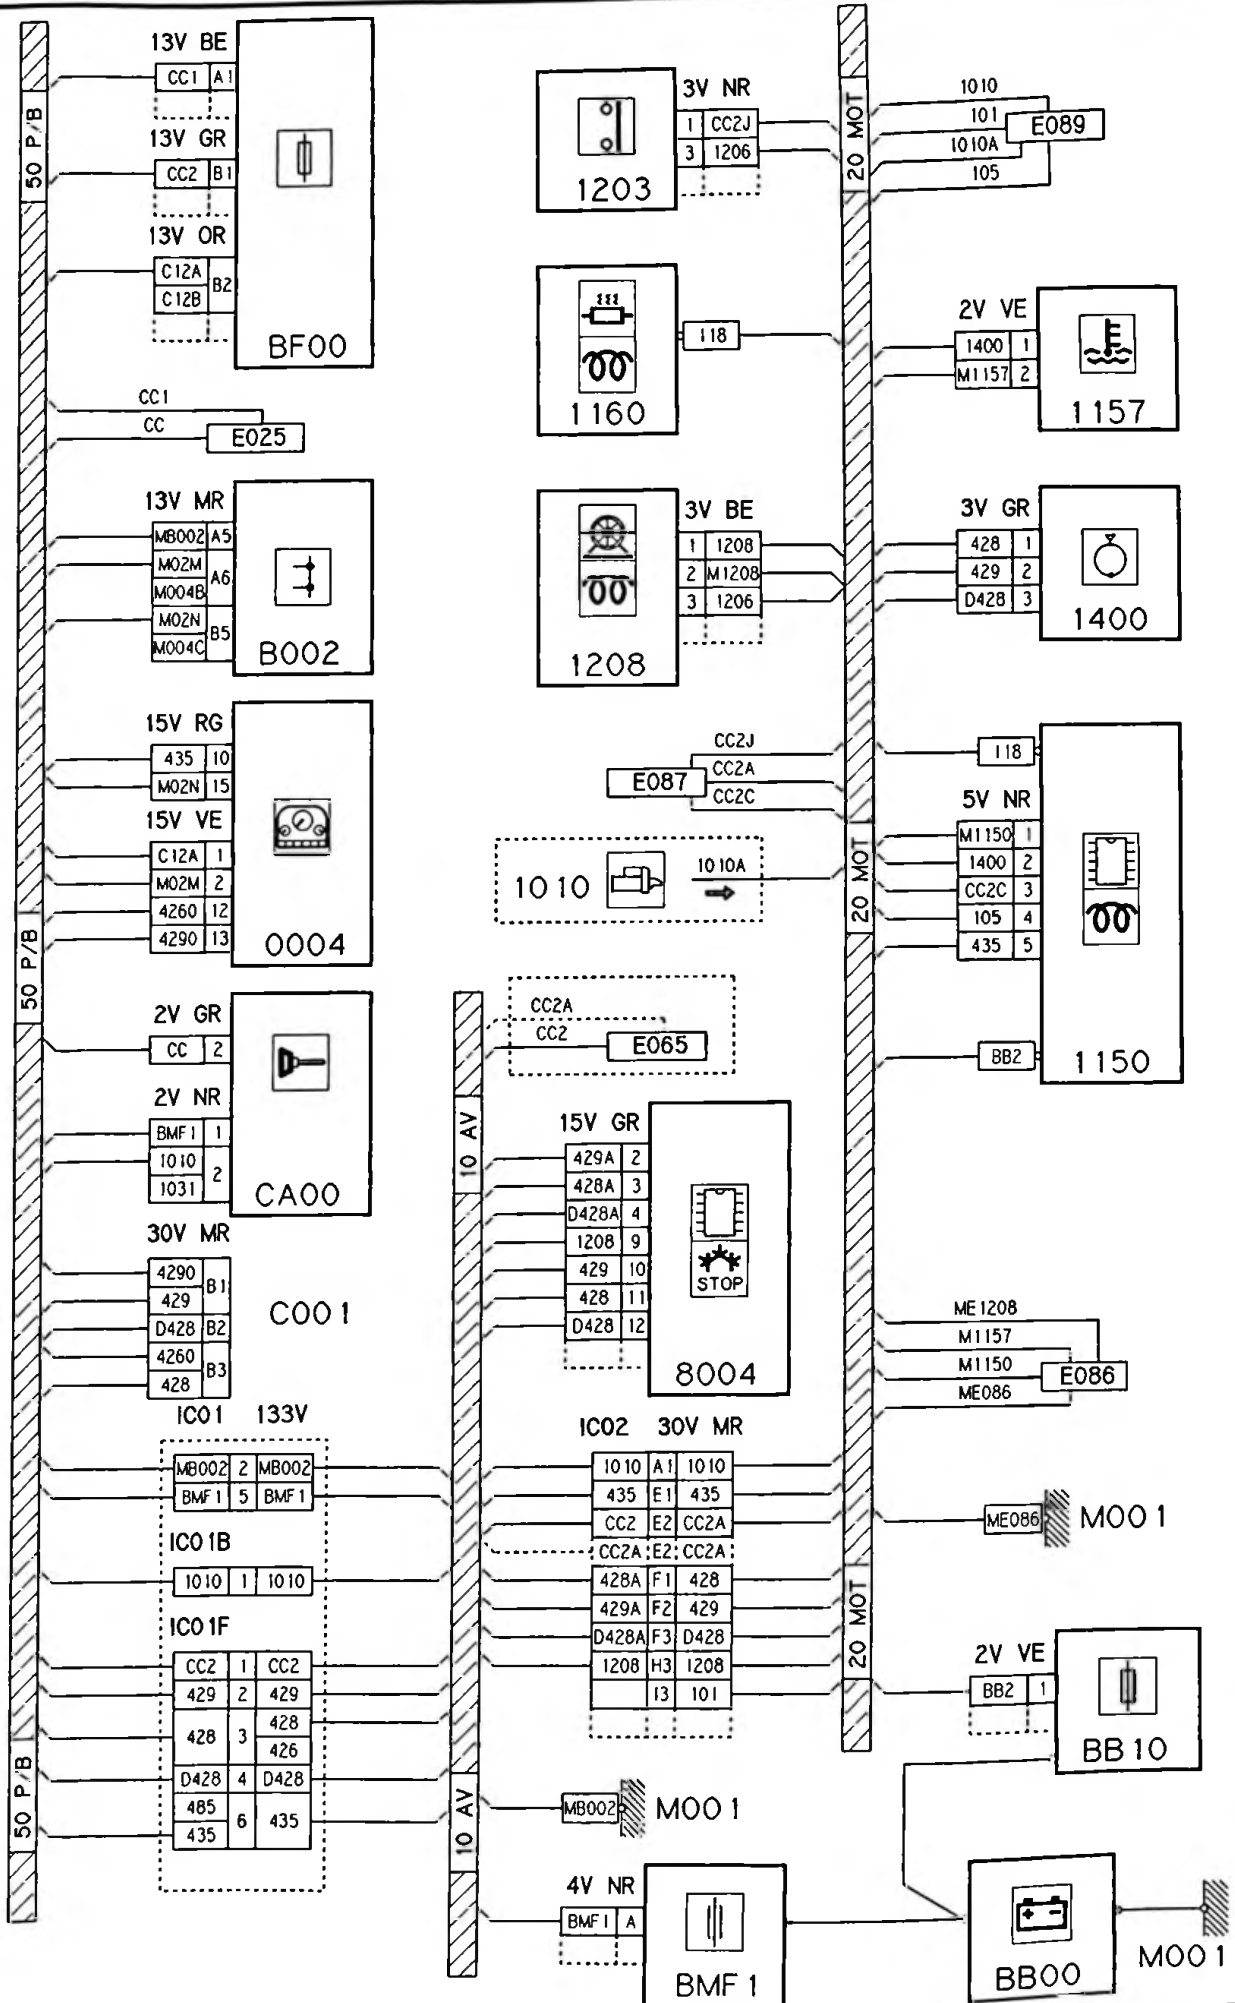 50 P/B
13V BE
CC1 A1
13V GR
CC2 B1
13V OR
C12A B2
C12B
BF00
CC1
CC
E025
13V MR
MB002 A5
M02M A6
M004B
M02N B5
M004C
B002
15V RG
435 10
M02N 15
15V VE
C12A 1
M02M 2
4260 12
4290 13
0004
50 P/B
2V GR
CC 2
2V NR
BMF1 1
1010 2
1031
CA00
30V MR
4290 B1
429
D428 B2
4260 B3
428
C001
IC01 133V
MB002 2 MB002
BMF1 5 BMF1
IC01B
1010 1 1010
IC01F
CC2 1 CC2
429 2 429
428 3 428
426
D428 4 D428
485 6 435
435
50 P/B
3V NR
1 CC2J
3 1206
1203
118
1160
3V BE
1 1208
2 M1208
3 1206
1208
CC2J
CC2A
CC2C
E087
1010
1010A
10 AV
CC2A
CC2
E065
15V GR
429A 2
428A 3
D428A 4
1208 9
429 10
428 11
D428 12
STOP
8004
IC02 30V MR
1010 A1 1010
435 E1 435
CC2 E2 CC2A
CC2A E2 CC2A
428A F1 428
429A F2 429
D428A F3 D428
1208 H3 1208
I3 101
10 AV
MB002
M001
4V NR
BMF1 A
BMF1
20 MOT
1010
101
1010A
105
E089
2V VE
1400 1
M1157 2
1157
3V GR
428 1
429 2
D428 3
1400
20 MOT
118
5V NR
M1150 1
1400 2
CC2C 3
105 4
435 5
BB2
1150
ME1208
M1157
M1150
ME086
E086
ME086
M001
20 MOT
2V VE
BB2 1
BB10
+ -
BB00
M001